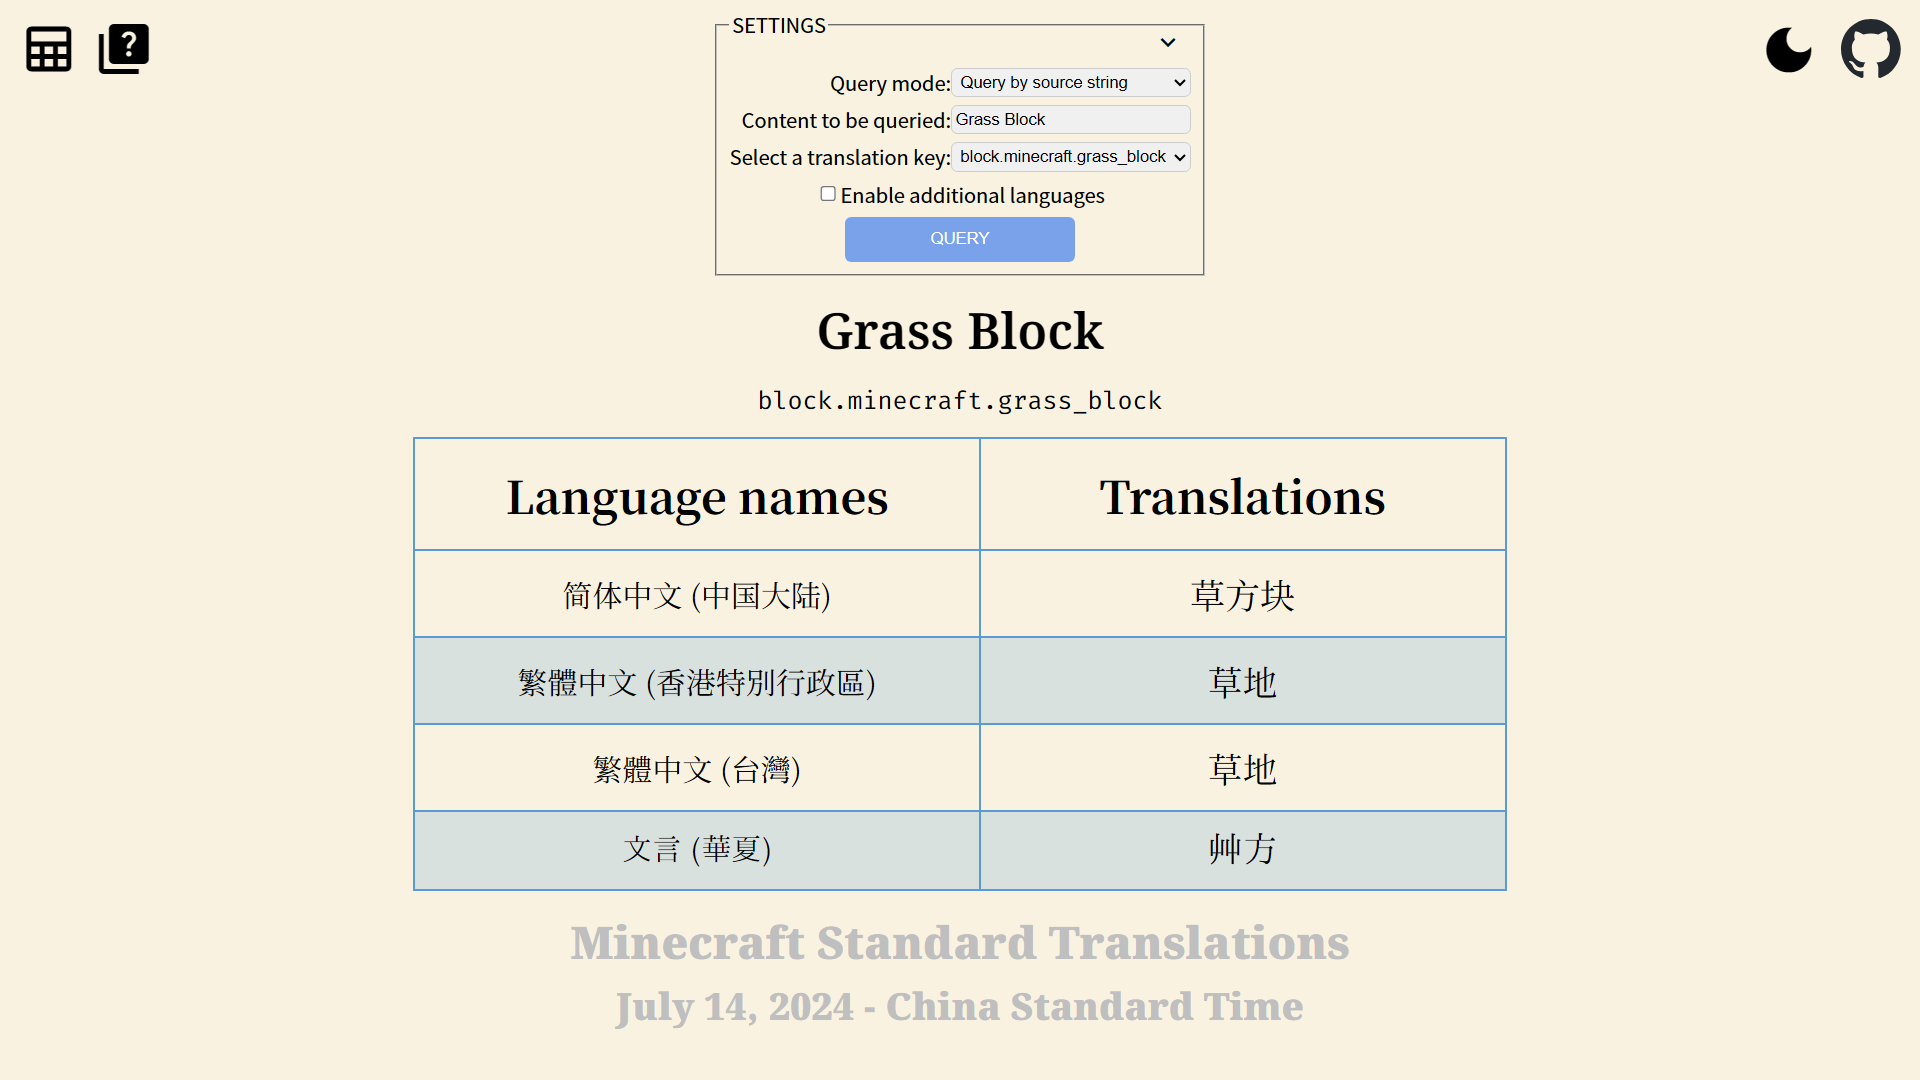 SETTINGS
Query mode: Query by source string
Content to be queried: Grass Block
Select a translation key: block.minecraft.grass_block
Enable additional languages
QUERY
Grass Block
block.minecraft.grass_block
Language names Translations
简体中文 (中国大陆) 草方块
繁體中文 (香港特別行政區) 草地
繁體中文 (台灣) 草地
文言 (華夏) 艸方
Minecraft Standard Translations
July 14, 2024 - China Standard Time